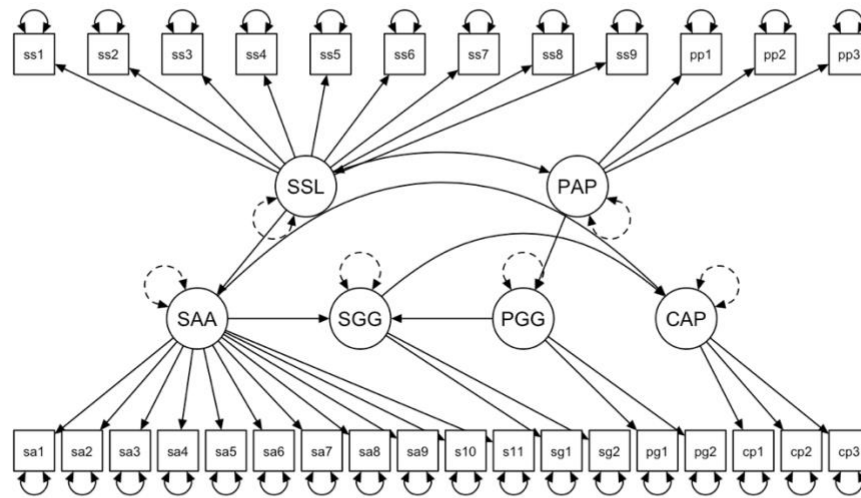 ss1 ss2 ss3 ss4 ss5 ss6 ss7 ss8 ss9 pp1 pp2 pp3
SSL PAP
SAA SGG PGG CAP
sa1 sa2 sa3 sa4 sa5 sa6 sa7 sa8 sa9 s10 s11 sg1 sg2 pg1 pg2 cp1 cp2 cp3